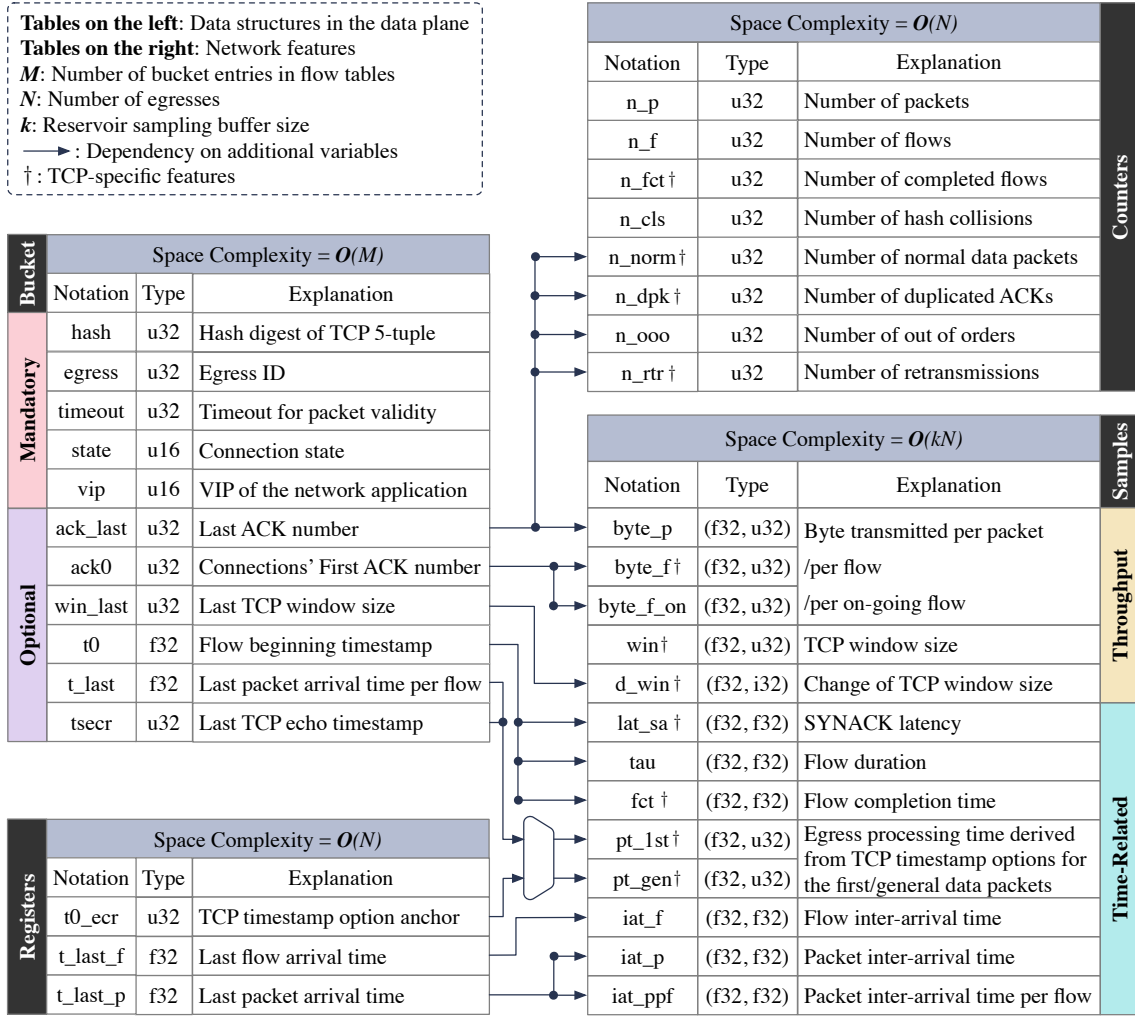 Tables on the left: Data structures in the data plane
Tables on the right: Network features
M: Number of bucket entries in flow tables
N: Number of egresses
k: Reservoir sampling buffer size
: Dependency on additional variables
† : TCP-specific features
Bucket
Space Complexity = O(M)
Notation Type Explanation
Mandatory
hash u32 Hash digest of TCP 5-tuple
egress u32 Egress ID
timeout u32 Timeout for packet validity
state u16 Connection state
vip u16 VIP of the network application
Optional
ack_last u32 Last ACK number
ack0 u32 Connections' First ACK number
win_last u32 Last TCP window size
t0 f32 Flow beginning timestamp
t_last f32 Last packet arrival time per flow
tsecr u32 Last TCP echo timestamp
Registers
Space Complexity = O(N)
Notation Type Explanation
t0_ecr u32 TCP timestamp option anchor
t_last_f f32 Last flow arrival time
t_last_p f32 Last packet arrival time
Counters
Space Complexity = O(N)
Notation Type Explanation
n_p u32 Number of packets
n_f u32 Number of flows
n_fct † u32 Number of completed flows
n_cls u32 Number of hash collisions
n_norm † u32 Number of normal data packets
n_dpk † u32 Number of duplicated ACKs
n_ooo u32 Number of out of orders
n_rtr † u32 Number of retransmissions
Samples
Space Complexity = O(kN)
Notation Type Explanation
Throughput
byte_p (f32, u32) Byte transmitted per packet
byte_f † (f32, u32) /per flow
byte_f_on (f32, u32) /per on-going flow
win † (f32, u32) TCP window size
d_win † (f32, i32) Change of TCP window size
Time-Related
lat_sa † (f32, f32) SYNACK latency
tau (f32, f32) Flow duration
fct † (f32, f32) Flow completion time
pt_1st † (f32, u32) Egress processing time derived
from TCP timestamp options for
pt_gen † (f32, u32) the first/general data packets
iat_f (f32, f32) Flow inter-arrival time
iat_p (f32, f32) Packet inter-arrival time
iat_ppf (f32, f32) Packet inter-arrival time per flow